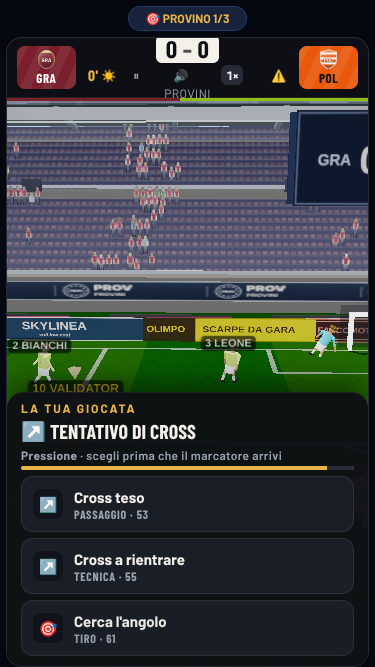 🎯 PROVINO 1/3
GRA
0'
0 - 0
1×
POL
PROVINI
GRA
PROV
PROVINI
PROV
PROVINI
SKYLINEA
OLIMPO
SCARPE DA GARA
2 BIANCHI
3 LEONE
10 VALIDATOR
LA TUA GIOCATA
↗️ TENTATIVO DI CROSS
Pressione · scegli prima che il marcatore arrivi
↗️ Cross teso
PASSAGGIO · 53
↗️ Cross a rientrare
TECNICA · 55
🎯 Cerca l'angolo
TIRO · 61